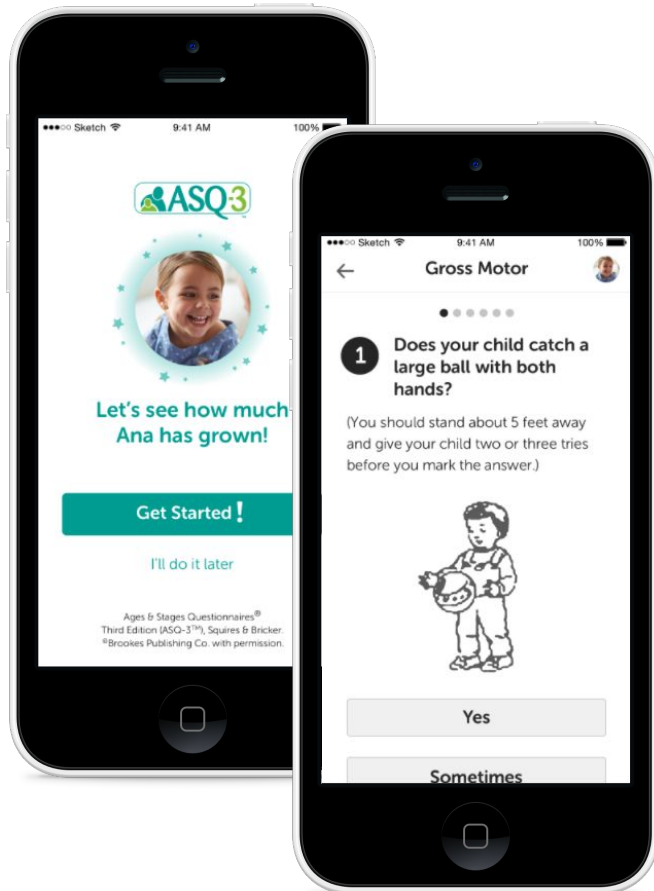 ●●●○○ Sketch 9:41 AM 100%
ASQ-3™
Let's see how much
Ana has grown!
Get Started!
I'll do it later
Ages & Stages Questionnaires®
Third Edition (ASQ-3™), Squires & Bricker.
©Brookes Publishing Co. with permission.
●●●○○ Sketch 9:41 AM 100%
← Gross Motor
1 Does your child catch a
large ball with both
hands?
(You should stand about 5 feet away
and give your child two or three tries
before you mark the answer.)
Yes
Sometimes